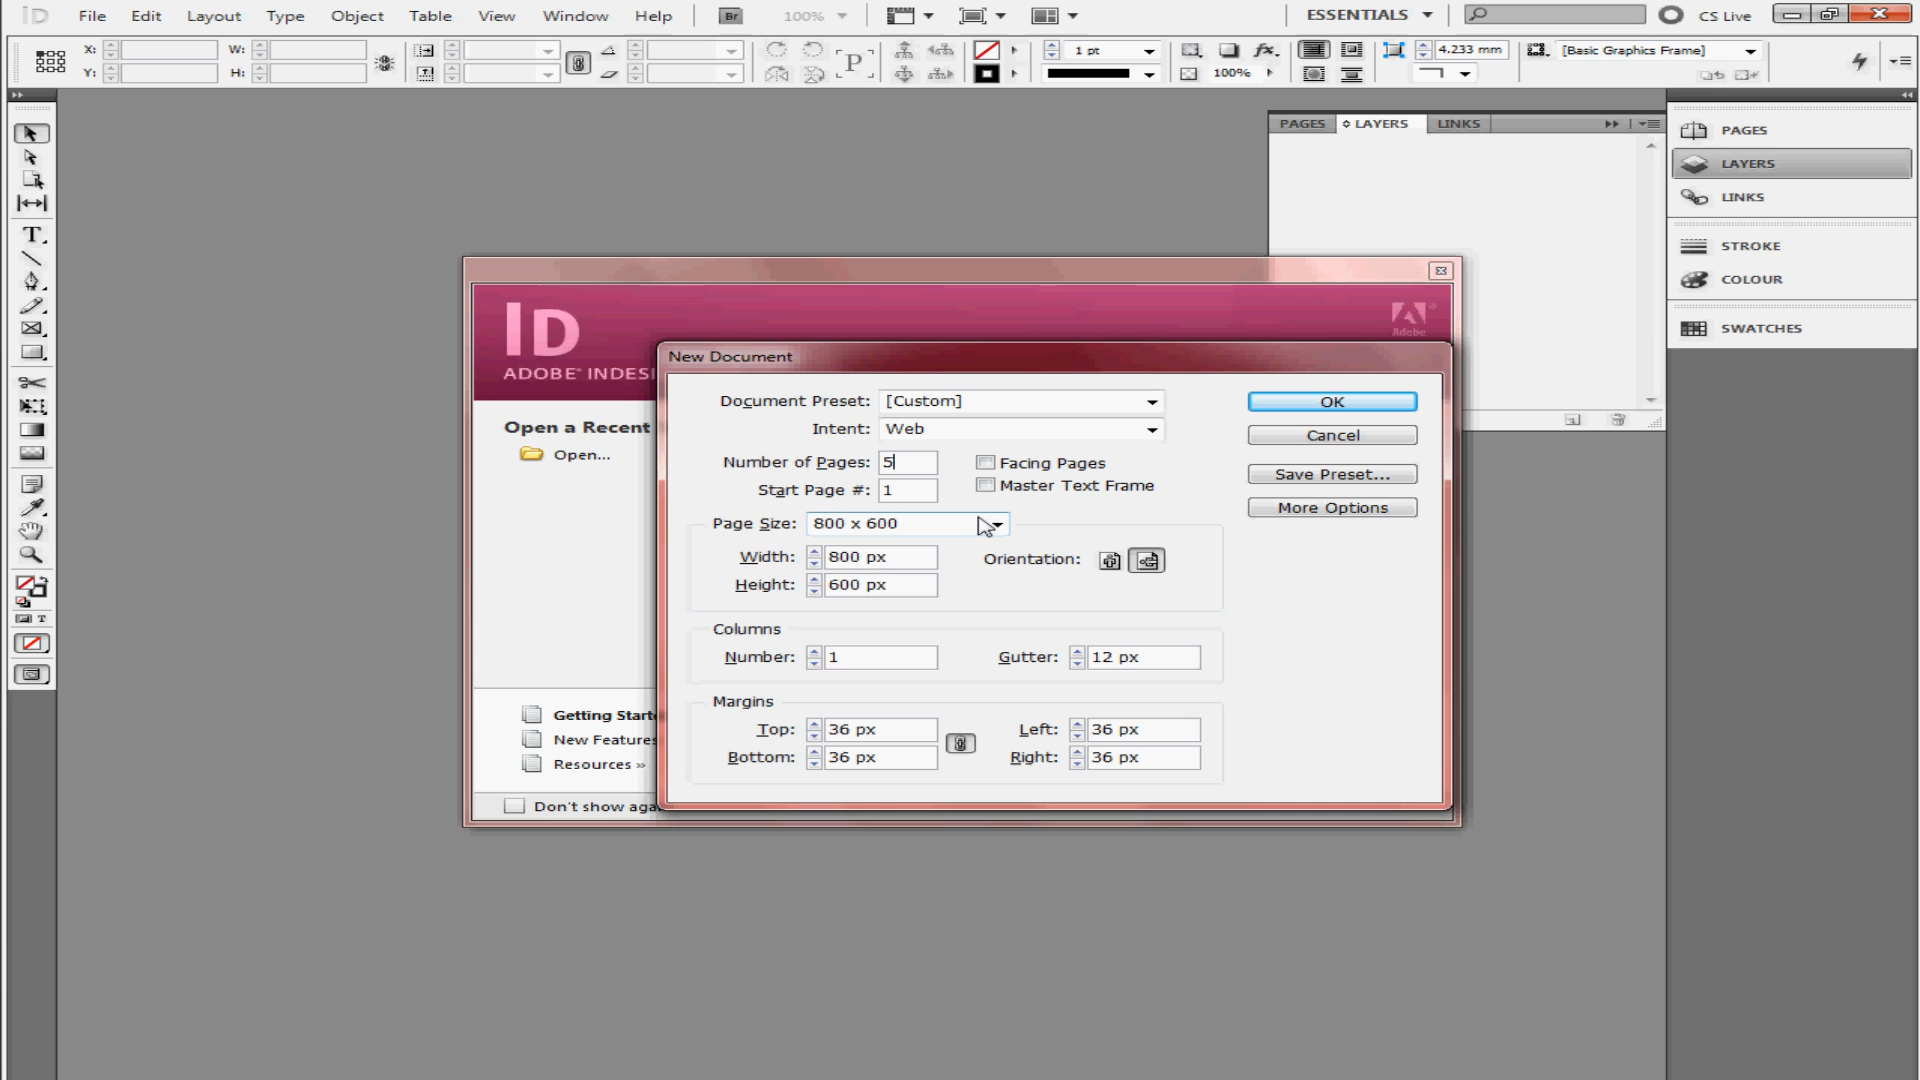 ID File Edit Layout Type Object Table View Window Help Br 100% ESSENTIALS CS Live
X: W: 1 pt 4.233 mm [Basic Graphics Frame]
Y: H: P 100%
PAGES LAYERS LINKS
PAGES
LAYERS
LINKS
STROKE
COLOUR
SWATCHES
T
T
ID
ADOBE INDESI
Adobe
Open a Recent
Open...
Getting Starte
New Features
Resources »
Don't show aga
New Document
Document Preset: [Custom] OK
Intent: Web Cancel
Number of Pages: 5 Facing Pages
Save Preset...
Start Page #: 1 Master Text Frame
More Options
Page Size: 800 x 600
Width: 800 px Orientation:
Height: 600 px
Columns
Number: 1 Gutter: 12 px
Margins
Top: 36 px Left: 36 px
Bottom: 36 px Right: 36 px